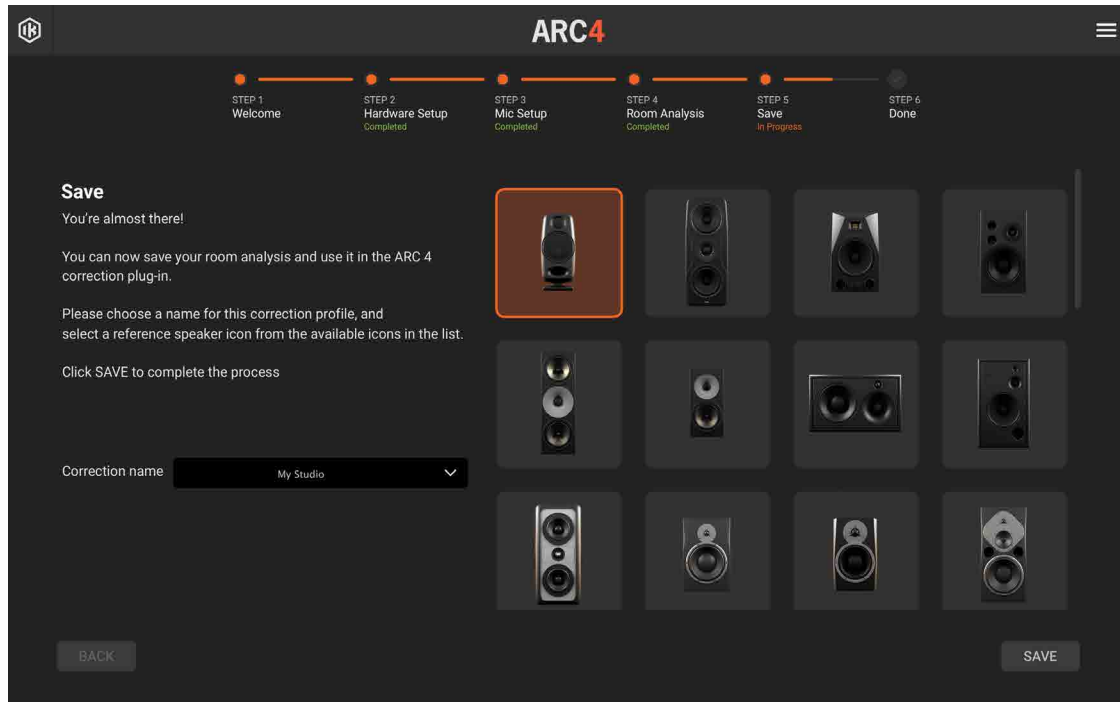 ARC4
STEP 1
Welcome
STEP 2
Hardware Setup
Completed
STEP 3
Mic Setup
Completed
STEP 4
Room Analysis
Completed
STEP 5
Save
In Progress
STEP 6
Done
Save
You're almost there!
You can now save your room analysis and use it in the ARC 4
correction plug-in.
Please choose a name for this correction profile, and
select a reference speaker icon from the available icons in the list.
Click SAVE to complete the process
Correction name
My Studio
BACK
SAVE